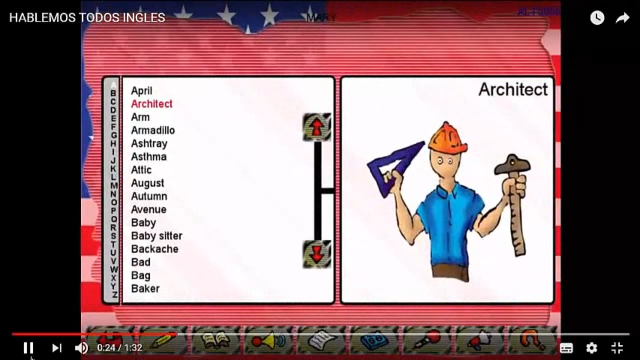 HABLEMOS TODOS INGLES
MARY
April
Architect
Arm
Armadillo
Ashtray
Asthma
Attic
August
Autumn
Avenue
Baby
Baby sitter
Backache
Bad
Bag
Baker
B
C
D
E
F
G
H
I
J
K
L
M
N
O
P
Q
R
S
T
U
V
W
X
Y
Z
Architect
0:24 / 1:32